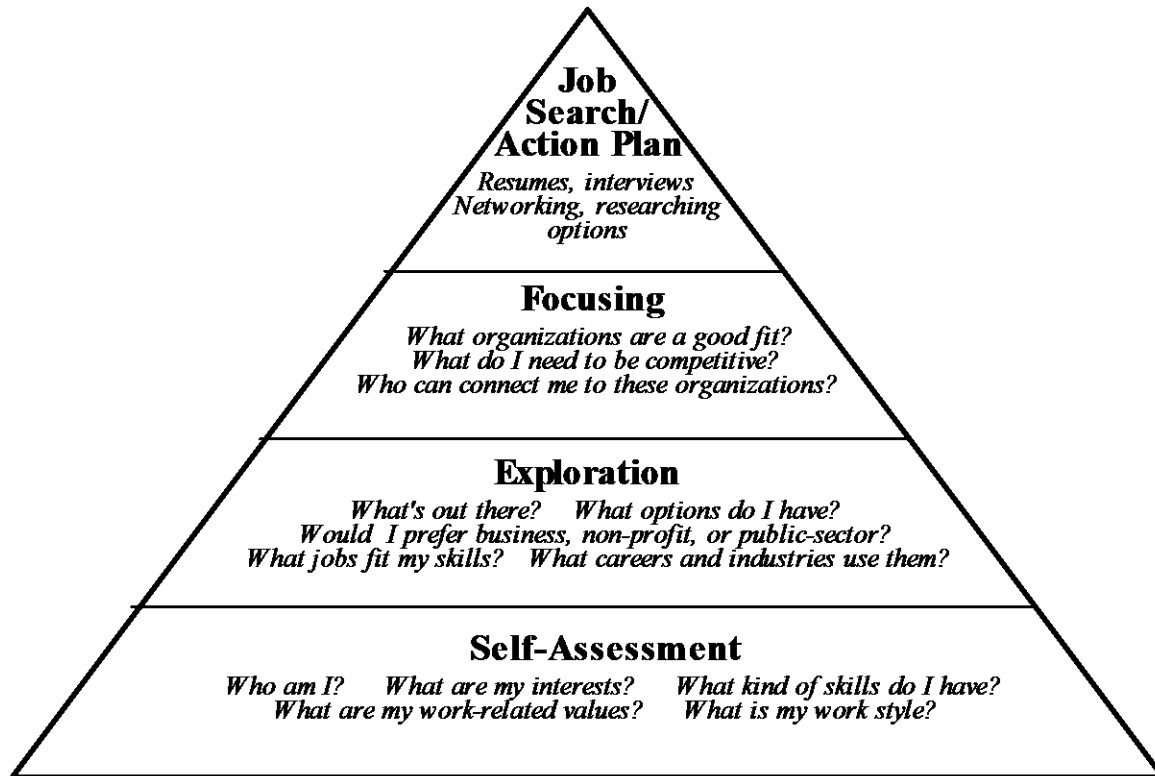 Job
Search/
Action Plan
Resumes, interviews
Networking, researching
options
Focusing
What organizations are a good fit?
What do I need to be competitive?
Who can connect me to these organizations?
Exploration
What's out there? What options do I have?
Would I prefer business, non-profit, or public-sector?
What jobs fit my skills? What careers and industries use them?
Self-Assessment
Who am I? What are my interests? What kind of skills do I have?
What are my work-related values? What is my work style?